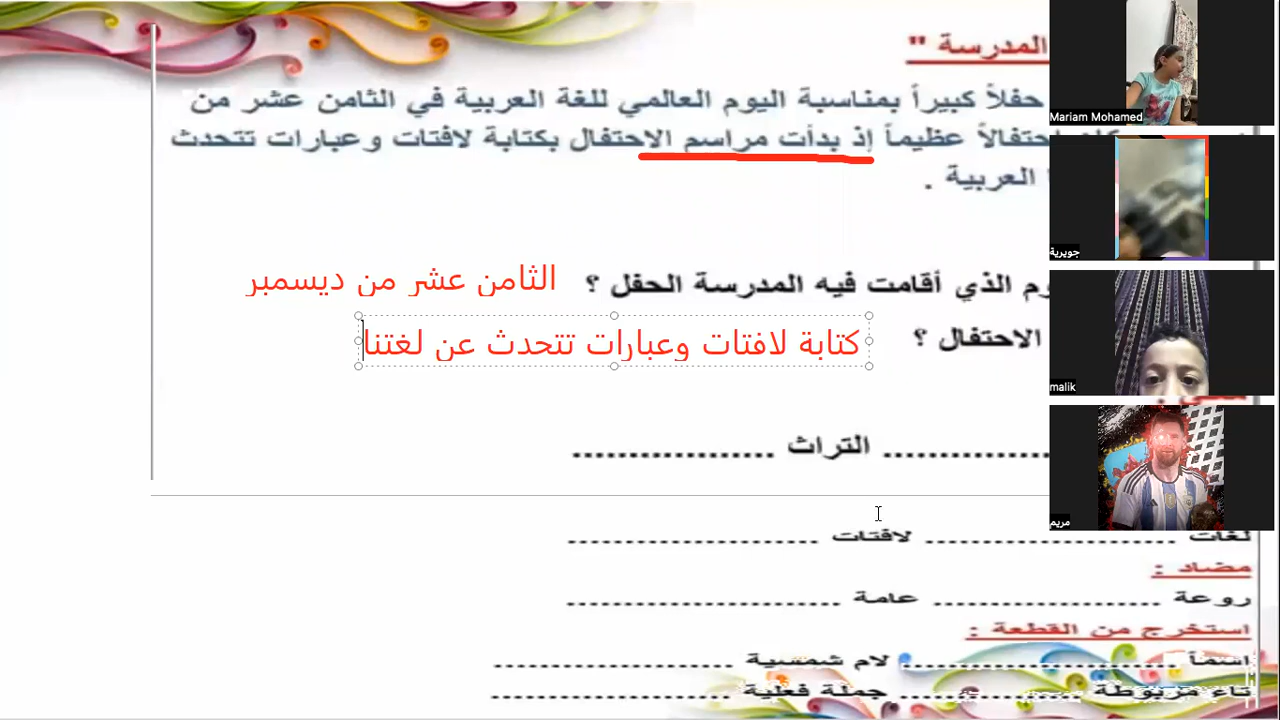 المدرسة "
حفلاً كبيراً بمناسبة اليوم العالمي للغة العربية في الثامن عشر من
إذ بدأت مراسم الاحتفال بكتابة لافتات وعبارات تتحدث
العربية .
الذي أقامت فيه المدرسة الحفل ؟ الثامن عشر من ديسمبر
الاحتفال ؟ كتابة لافتات وعبارات تتحدث عن لغتنا
................. التراث .................
لغات ......................... لافتات .........................
مضاد :
روعة ......................... عامة .........................
استخرج من القطعة :
اسماً ......................... لام شمسية .........................
تاء مربوطة ......................... جملة فعلية .........................
Mariam Mohamed
جويرية
malik
مريم